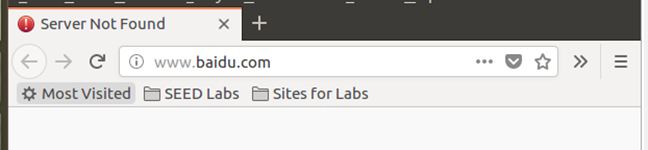 Server Not Found
www.baidu.com
Most Visited SEED Labs Sites for Labs